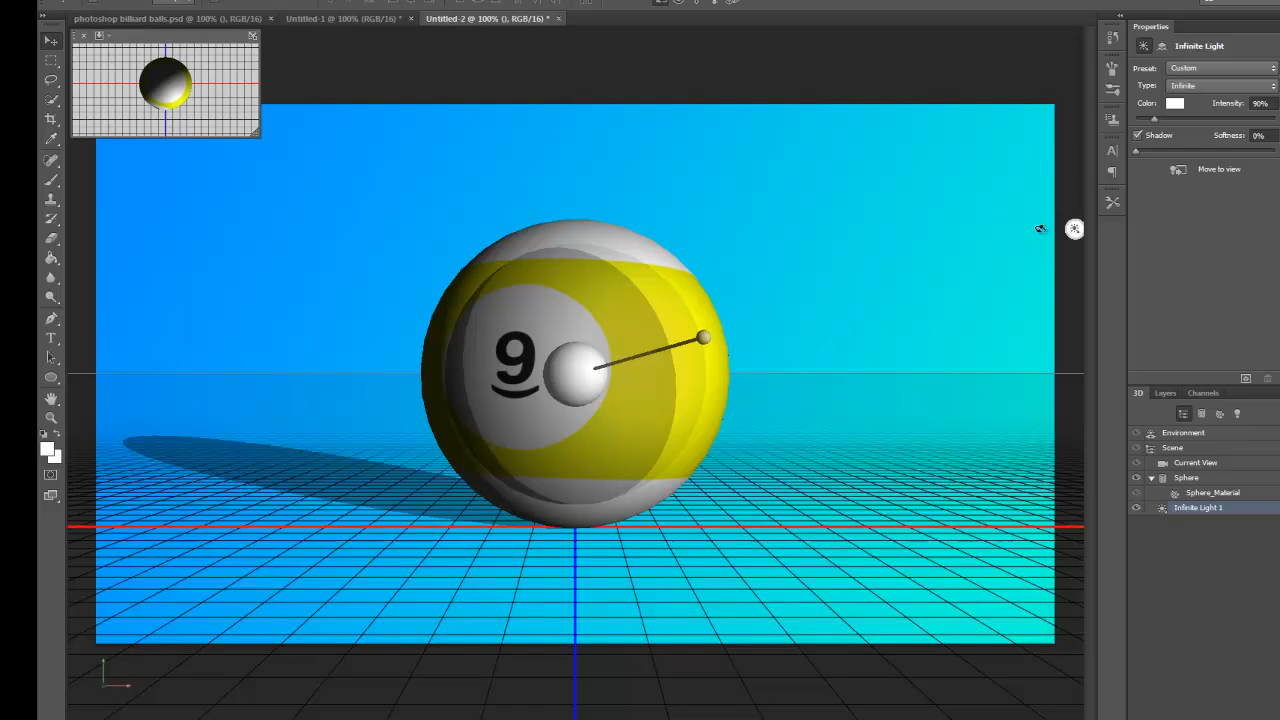 photoshop billiard balls.psd @ 100% (), RGB/16) × Untitled-1 @ 100% (RGB/16) * × Untitled-2 @ 100% (), RGB/16) * ×
Properties
Infinite Light
Preset: Custom
Type: Infinite
Color: Intensity: 90%
Shadow Softness: 0%
Move to view
9
3D Layers Channels
Environment
Scene
Current View
Sphere
Sphere_Material
Infinite Light 1